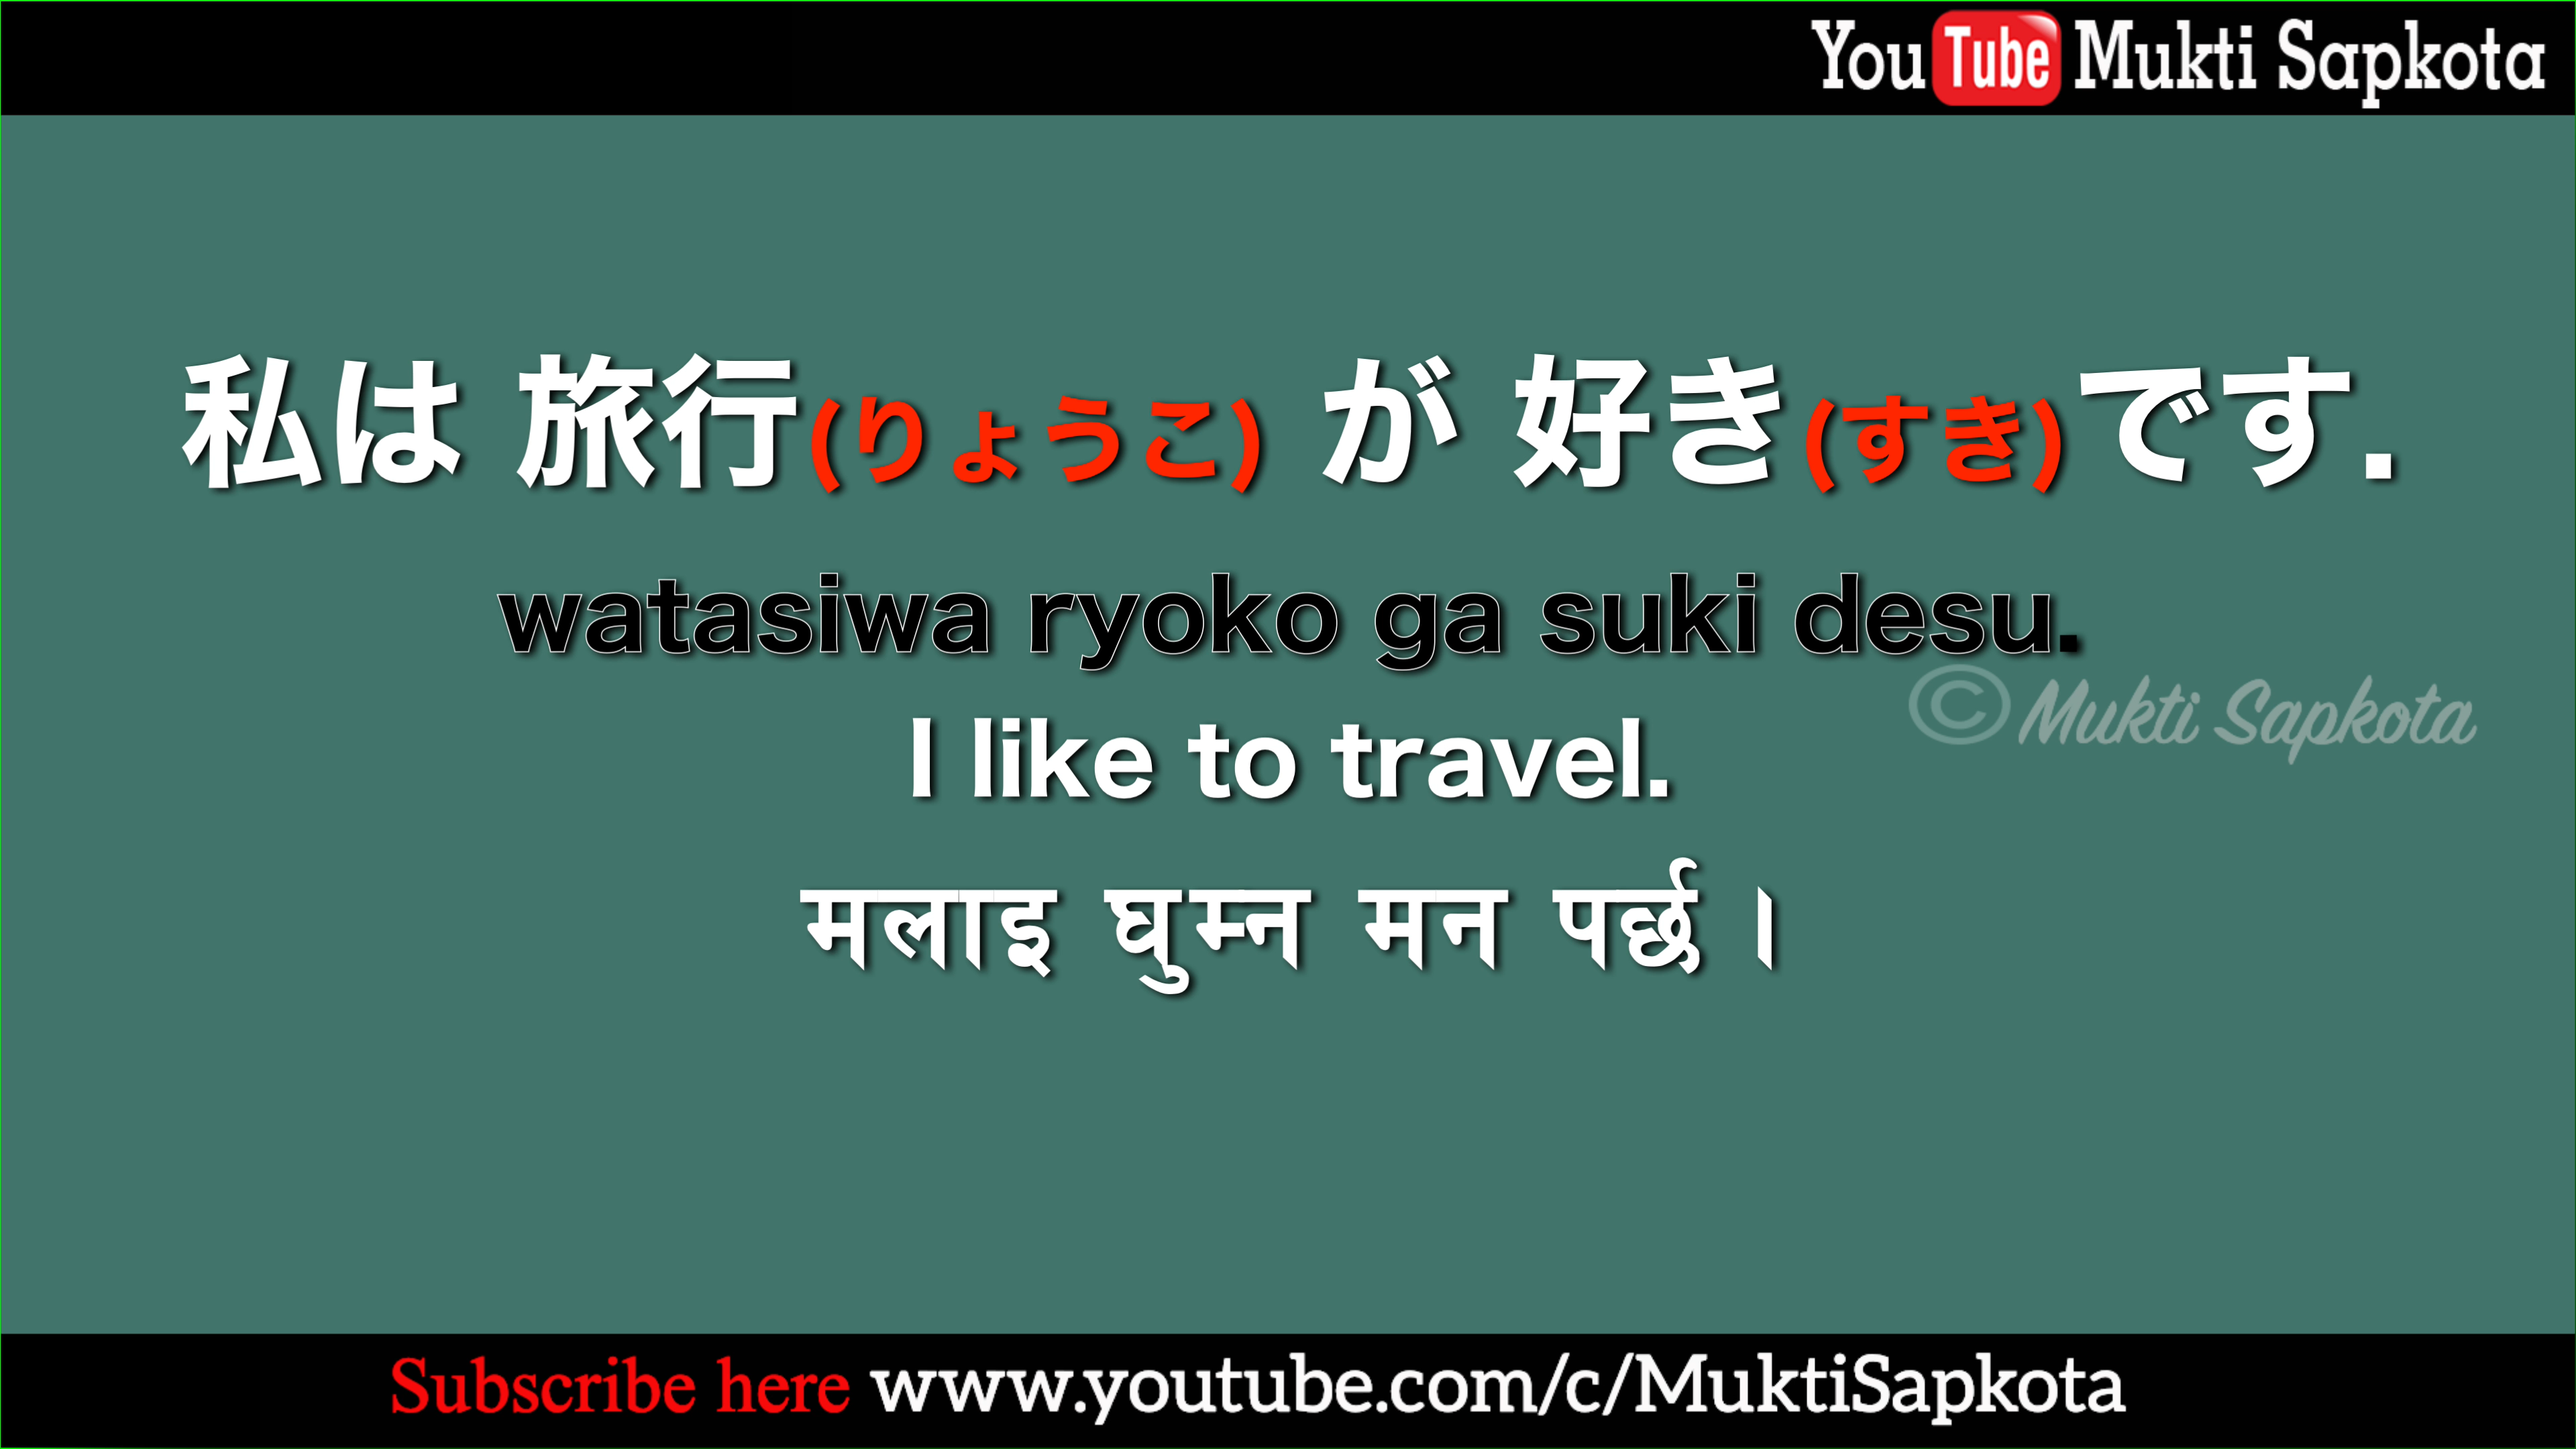 YouTube Mukti Sapkota
私は 旅行(りょうこ) が 好き(すき)です.
watasiwa ryoko ga suki desu.
©Mukti Sapkota
I like to travel.
मलाइ घुम्न मन पर्छ ।
Subscribe here www.youtube.com/c/MuktiSapkota